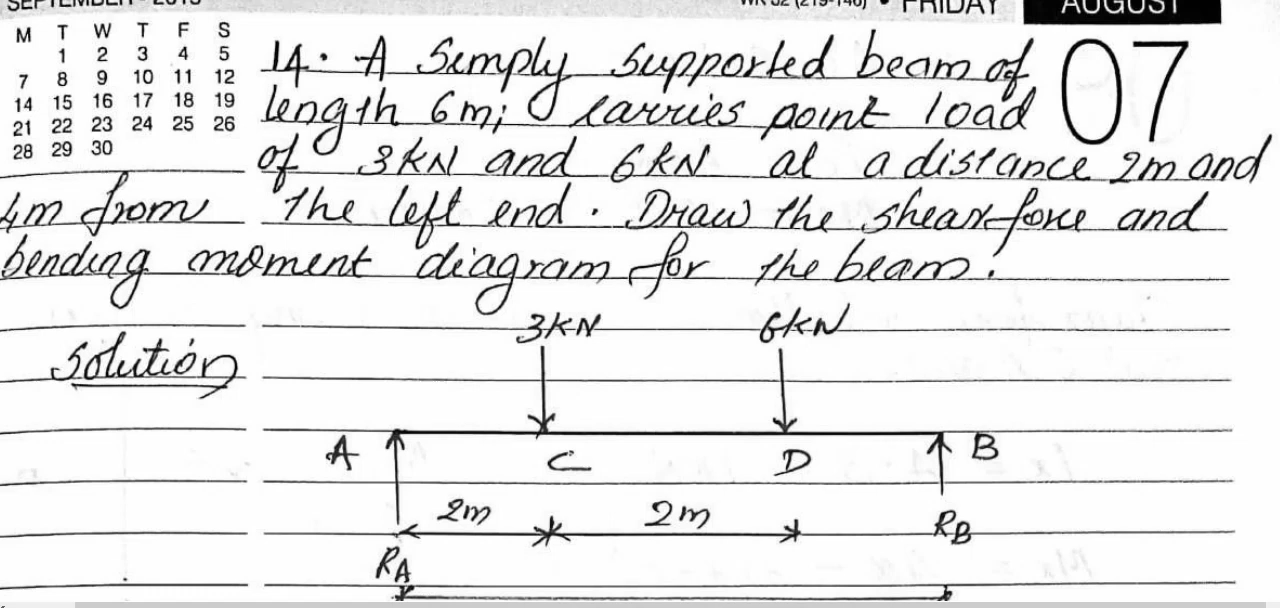 M T W T F S
1 2 3 4 5
7 8 9 10 11 12
14 15 16 17 18 19
21 22 23 24 25 26
28 29 30
FRIDAY
AUGUST
07
14. A Simply Supported beam of
length 6m; carries point load
of 3KN and 6KN at a distance 2m and
4m from the left end. Draw the shear force and
bending moment diagram for the beam.
Solution
3KN 6KN
A C D B
2m 2m
RA RB